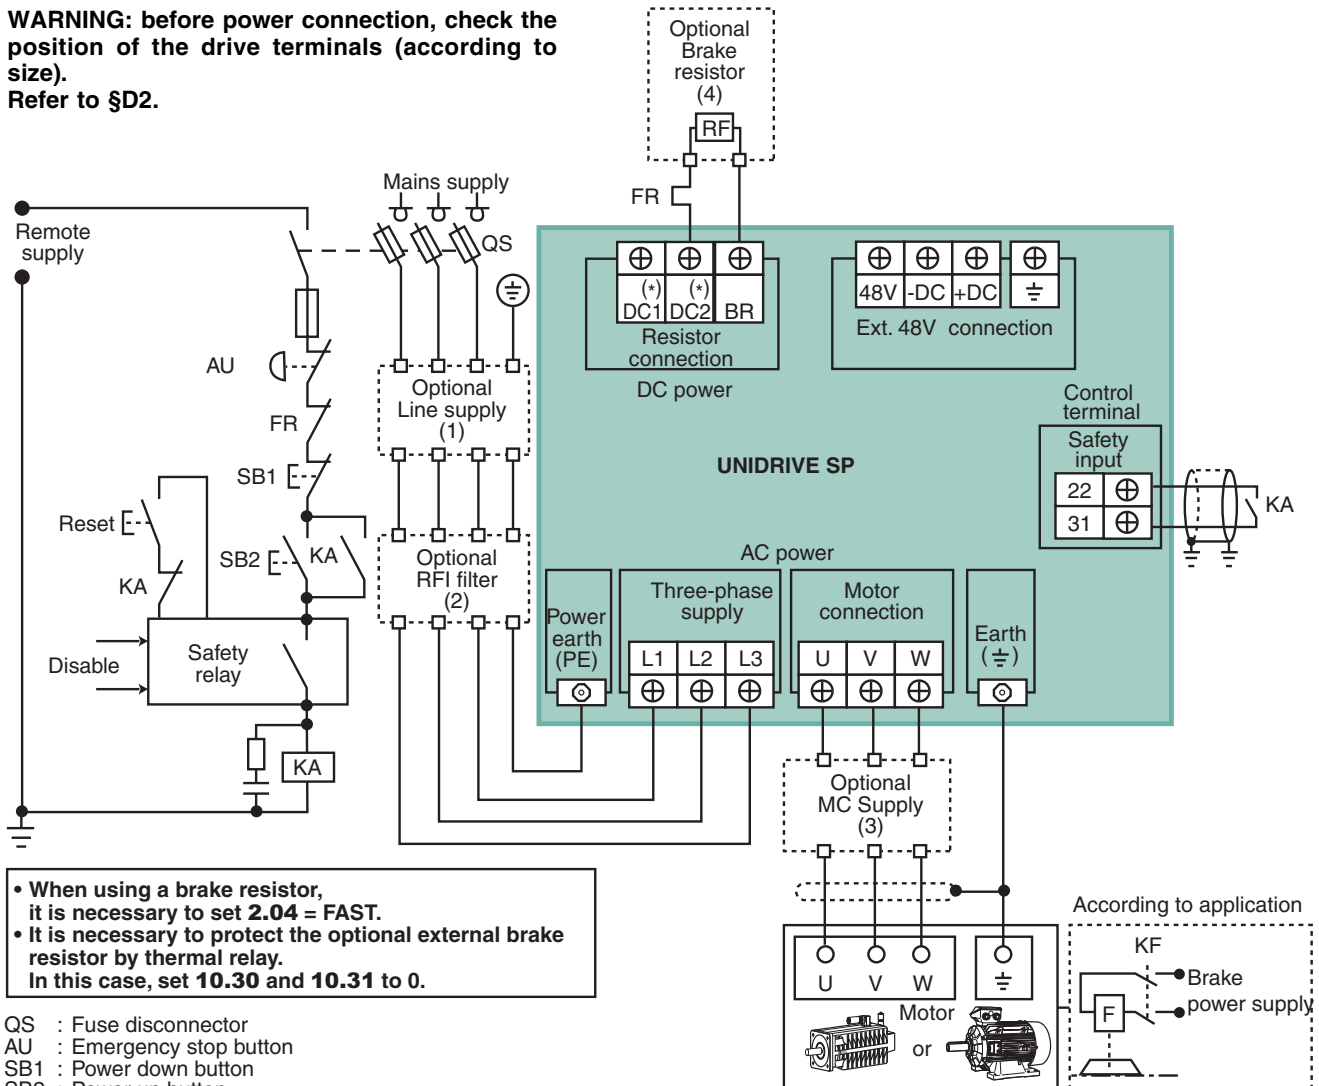 WARNING: before power connection, check the
position of the drive terminals (according to
size).
Refer to §D2.
Optional
Brake
resistor
(4)
RF
FR
Mains supply
QS
Remote
supply
AU
FR
SB1
Reset
SB2
KA
KA
Disable
Safety
relay
KA
Optional
Line supply
(1)
Optional
RFI filter
(2)
(*)
DC1
(*)
DC2
BR
Resistor
connection
DC power
48V
-DC
+DC
Ext. 48V connection
Control
terminal
Safety
input
22
31
KA
UNIDRIVE SP
AC power
Power
earth
(PE)
Three-phase
supply
L1
L2
L3
Motor
connection
U
V
W
Earth
(⏚)
Optional
MC Supply
(3)
• When using a brake resistor,
it is necessary to set 2.04 = FAST.
• It is necessary to protect the optional external brake
resistor by thermal relay.
In this case, set 10.30 and 10.31 to 0.
U
V
W
Motor
or
According to application
KF
Brake
power supply
F
QS : Fuse disconnector
AU : Emergency stop button
SB1 : Power down button